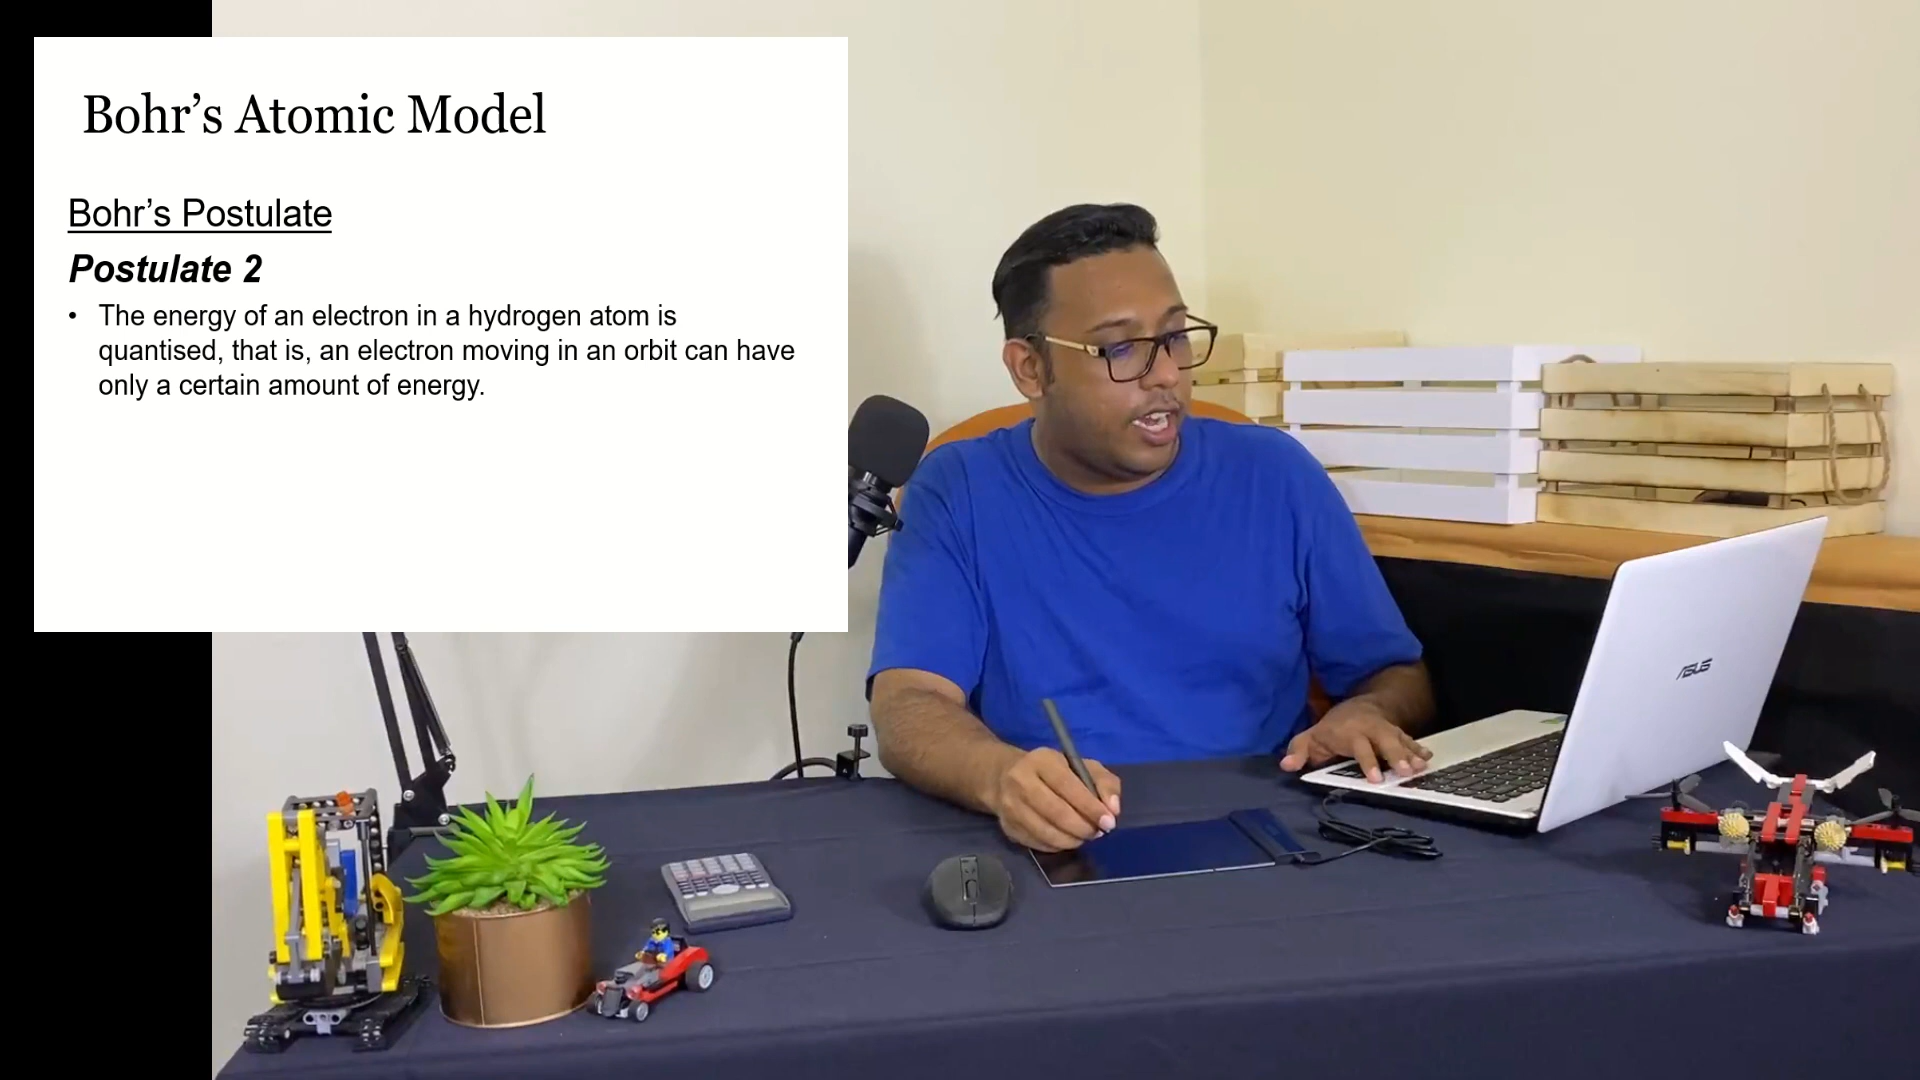 Bohr’s Atomic Model
Bohr’s Postulate
Postulate 2
• The energy of an electron in a hydrogen atom is
quantised, that is, an electron moving in an orbit can have
only a certain amount of energy.
ASUS